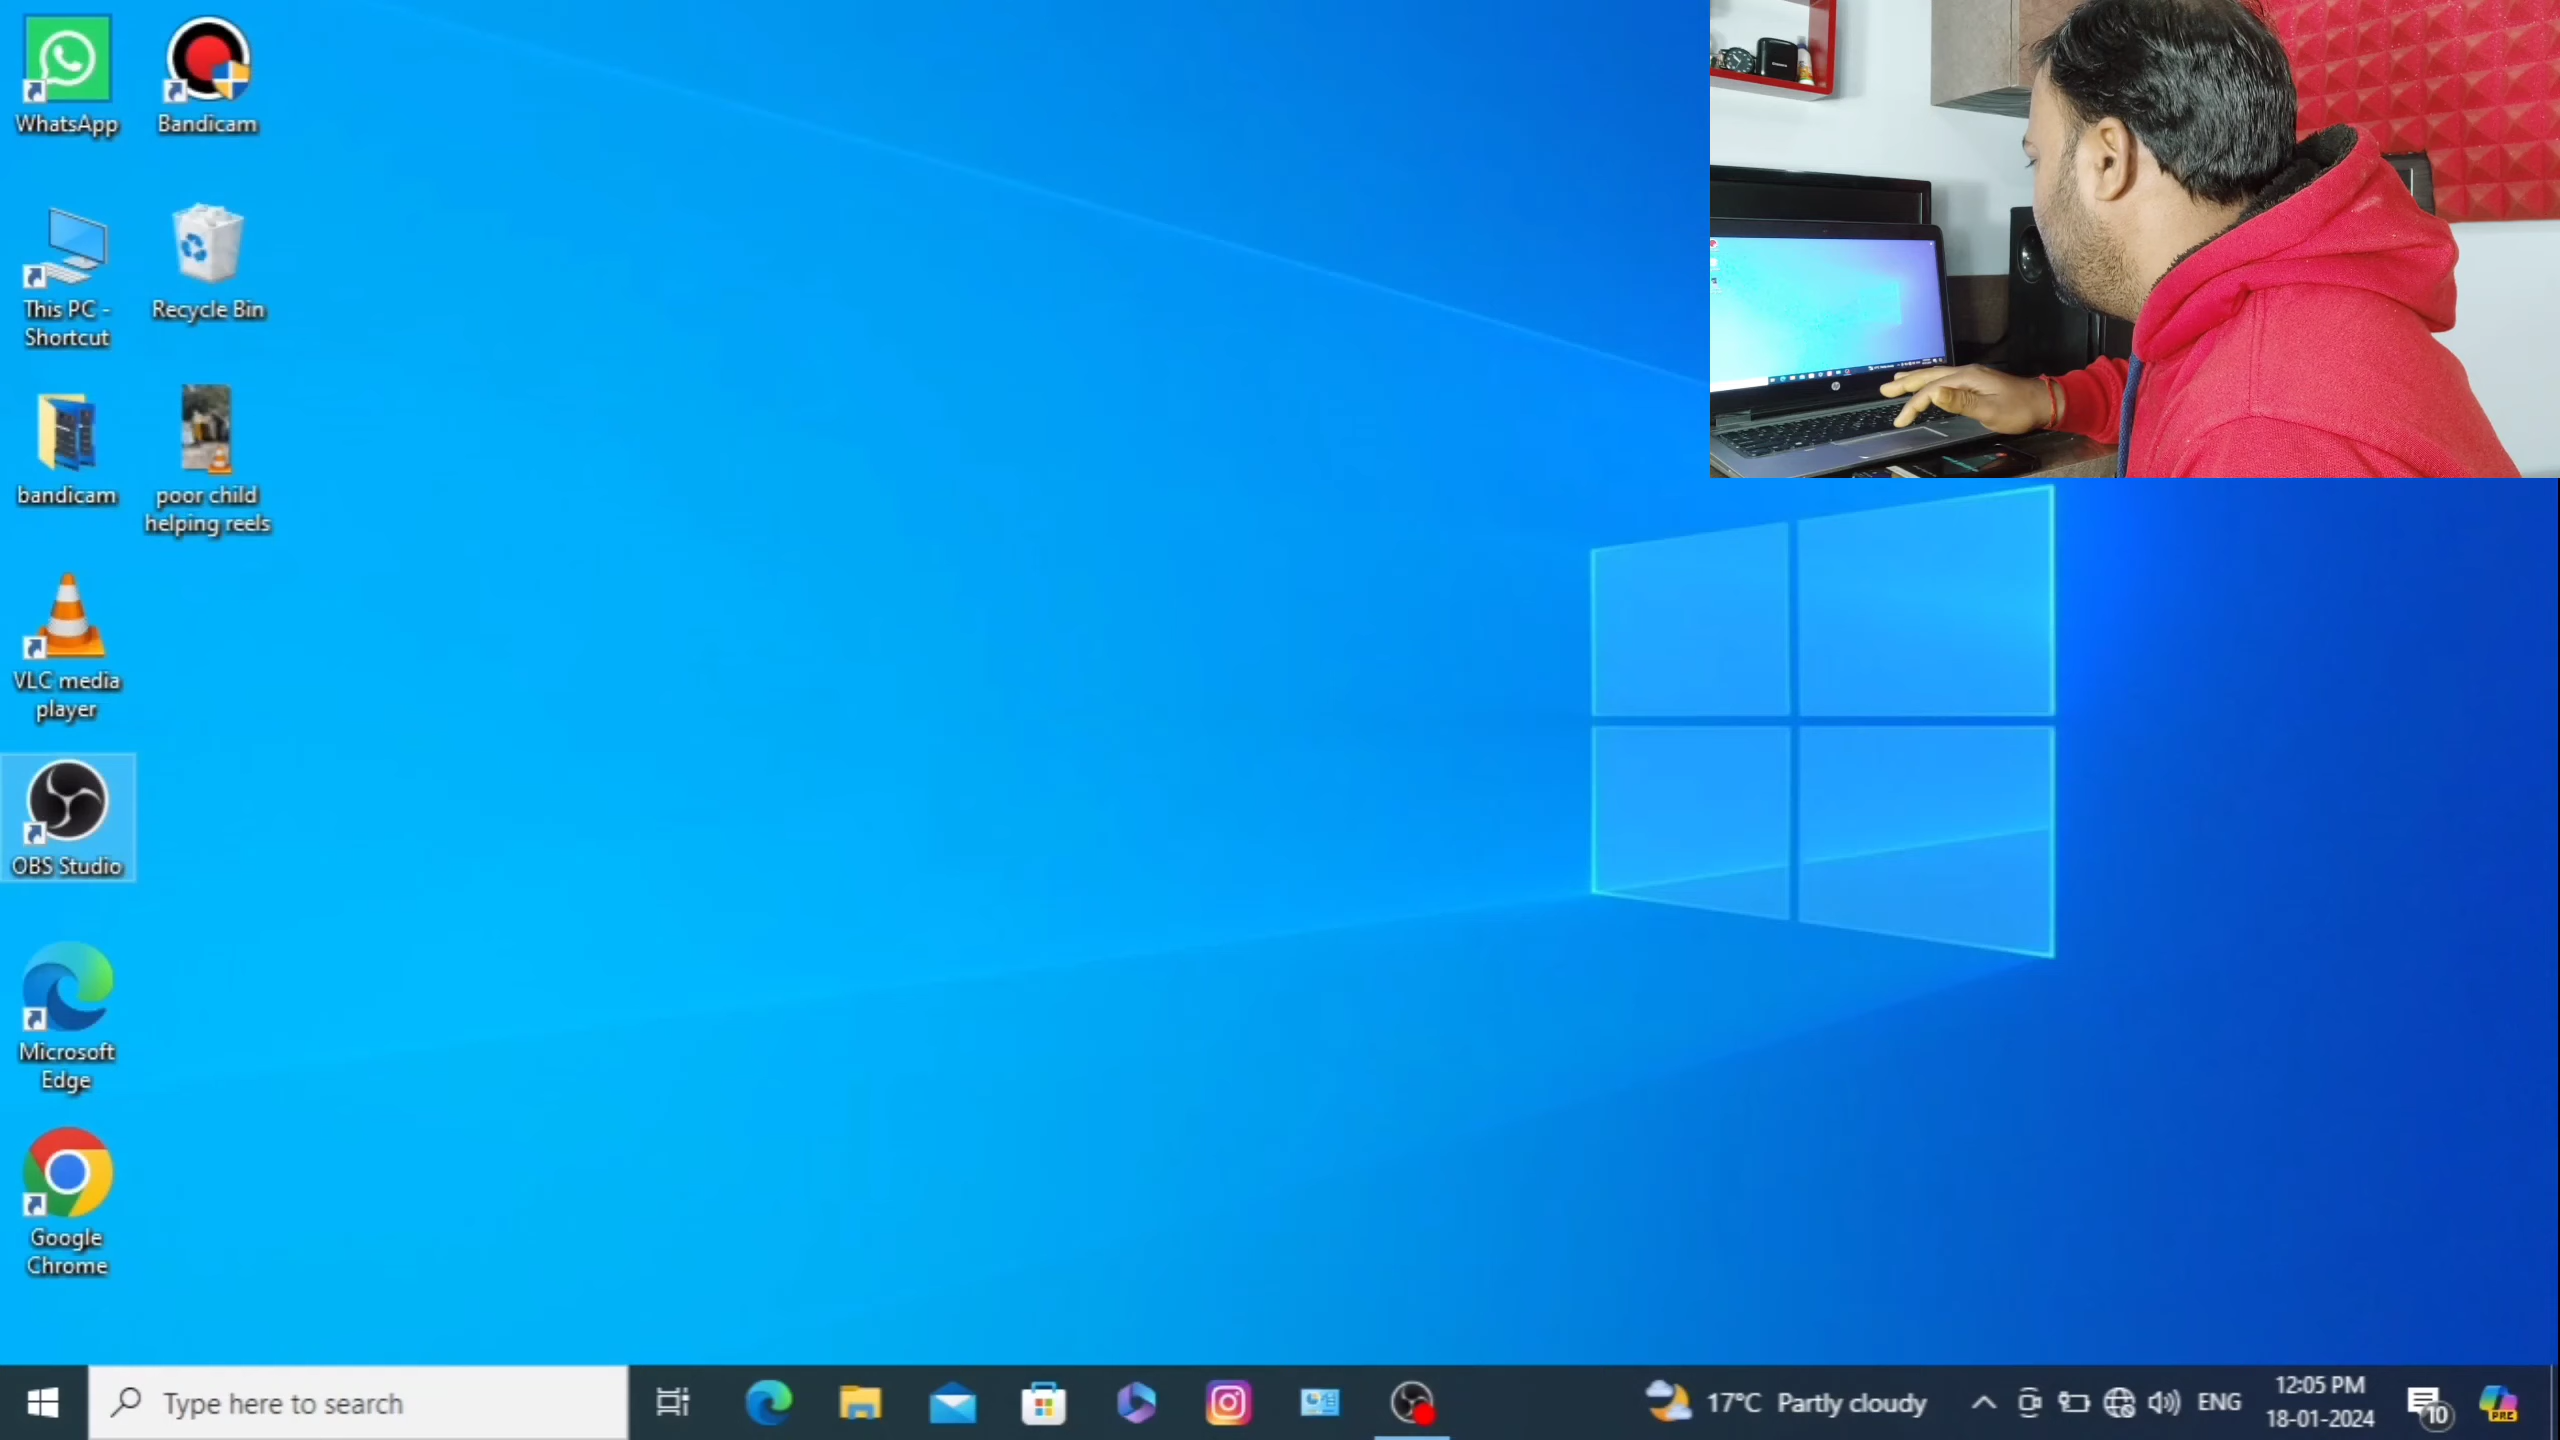 WhatsApp
Bandicam
This PC -
Shortcut
Recycle Bin
bandicam
poor child
helping reels
VLC media
player
OBS Studio
Microsoft
Edge
Google
Chrome
Type here to search
17°C Partly cloudy
ENG
12:05 PM
18-01-2024
10
PRE